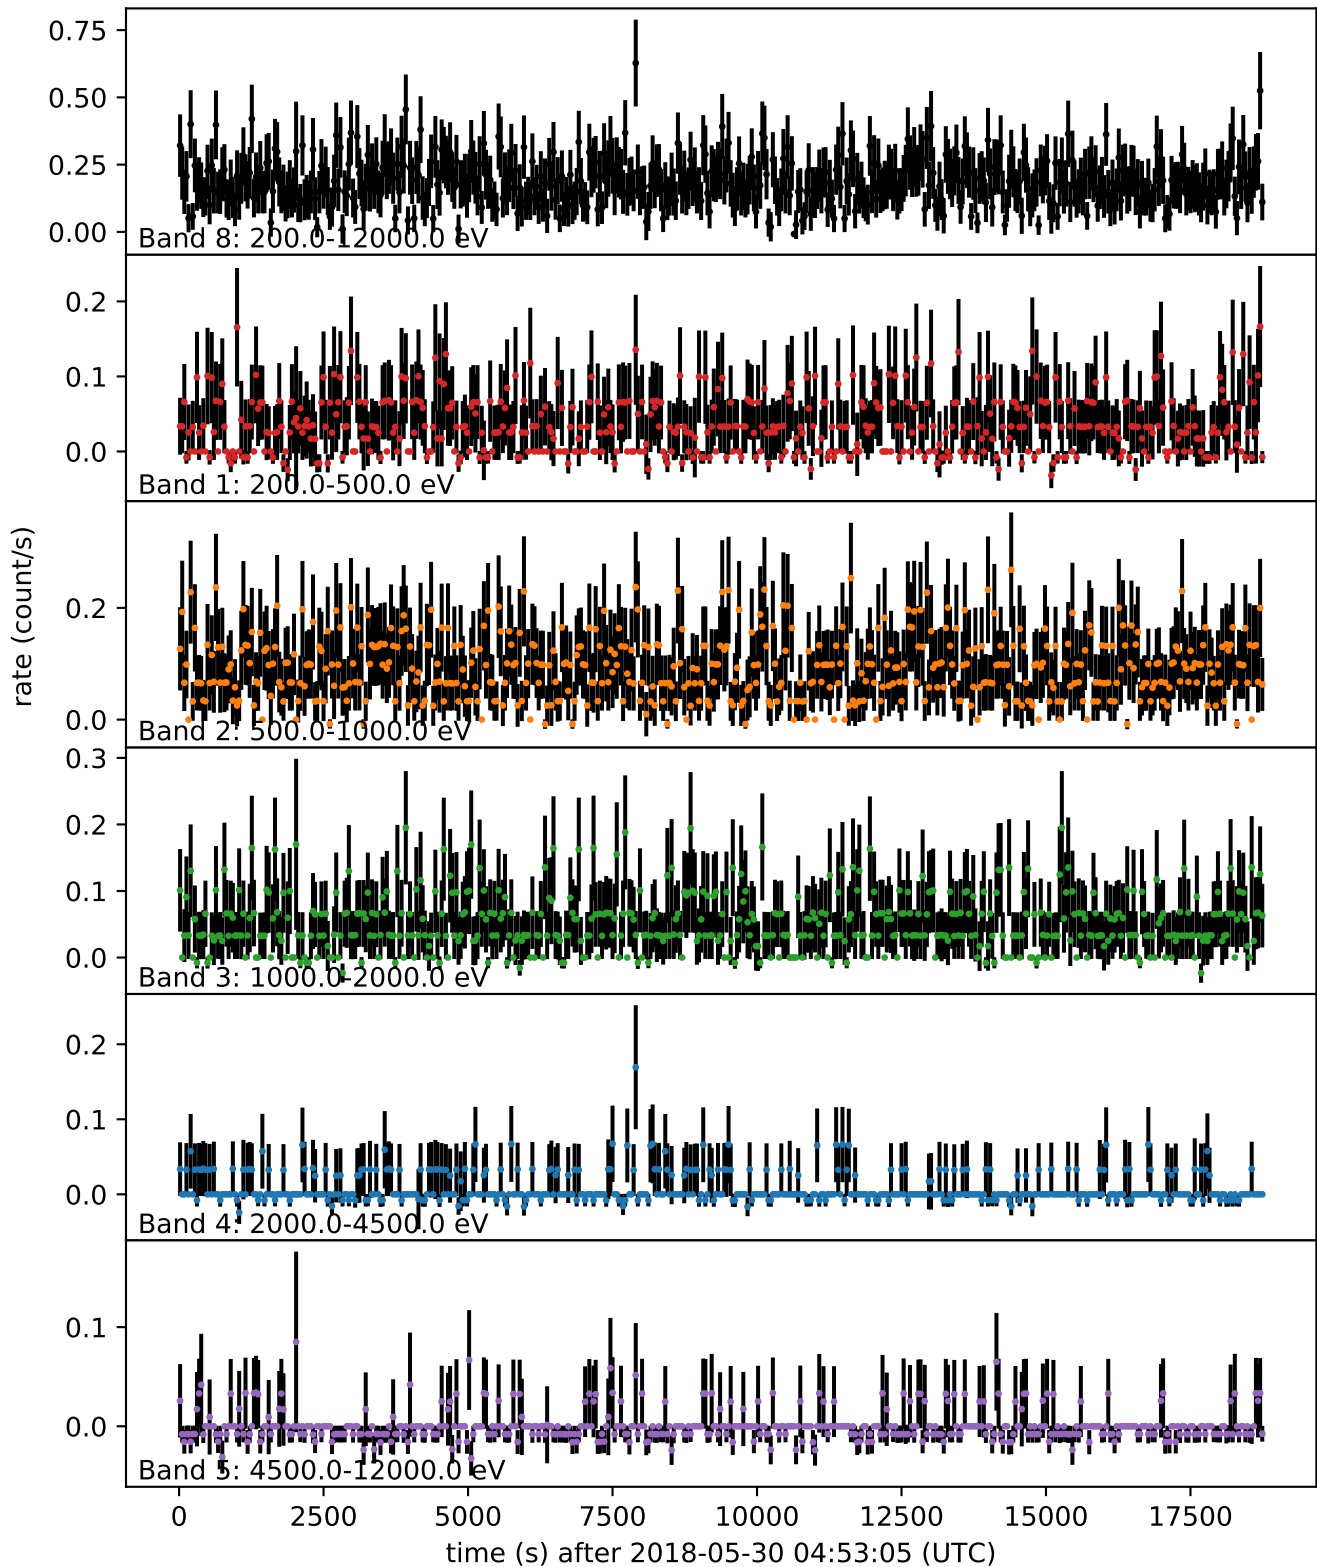 0.75
0.50
0.25
0.00
Band 8: 200.0-12000.0 eV
0.2
0.1
0.0
Band 1: 200.0-500.0 eV
rate (count/s)
0.2
0.0
Band 2: 500.0-1000.0 eV
0.3
0.2
0.1
0.0
Band 3: 1000.0-2000.0 eV
0.2
0.1
0.0
Band 4: 2000.0-4500.0 eV
0.1
0.0
Band 5: 4500.0-12000.0 eV
0 2500 5000 7500 10000 12500 15000 17500
time (s) after 2018-05-30 04:53:05 (UTC)